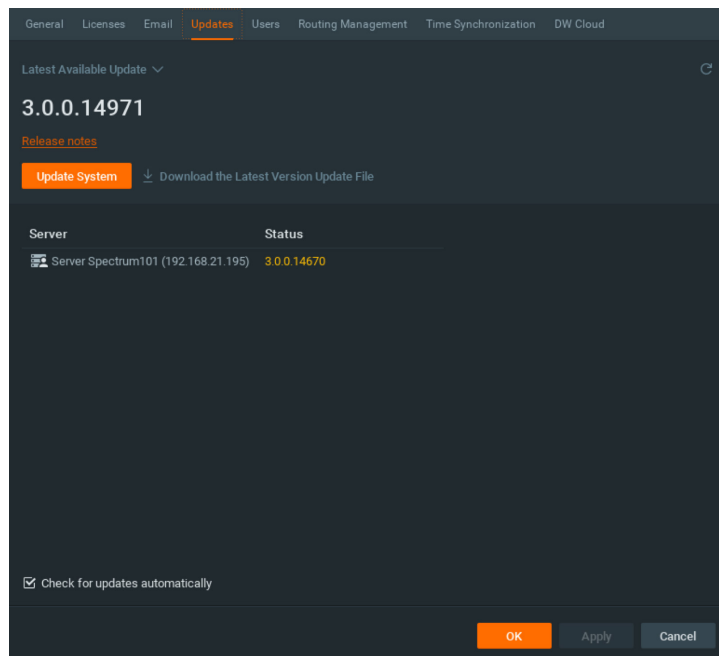 General Licenses Email Updates Users Routing Management Time Synchronization DW Cloud
Latest Available Update
3.0.0.14971
Release notes
Update System Download the Latest Version Update File
Server Status
Server Spectrum101 (192.168.21.195) 3.0.0.14670
Check for updates automatically
OK Apply Cancel